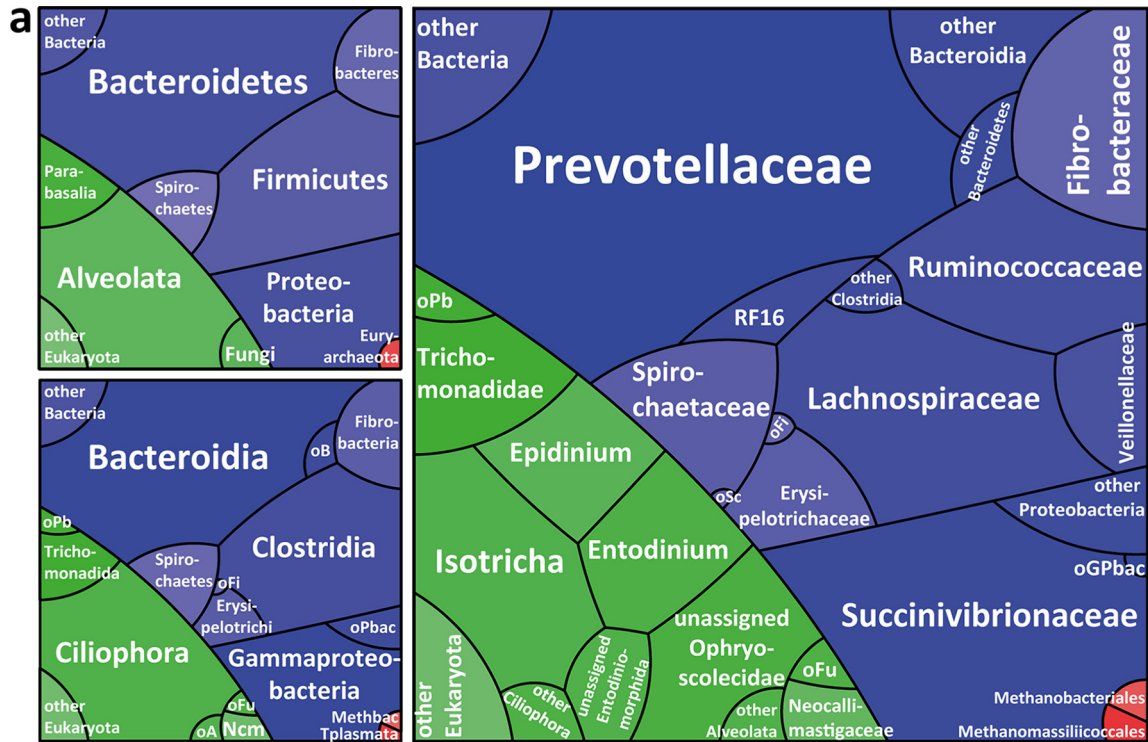 a
other
Bacteria
Bacteroidetes
Fibro-
bacteres
Para-
basalia
Spiro-
chaetes
Firmicutes
Alveolata
Proteo-
bacteria
other
Eukaryota
Fungi
Eury-
archaeota
other
Bacteria
Bacteroidia
oB
Fibro-
bacteria
oPb
Tricho-
monadida
Spiro-
chaetes
oFi
Erysi-
pelotrichi
Clostridia
Ciliophora
oPbac
Gammaproteo-
bacteria
other
Eukaryota
oA
oFu
Ncm
Methbac
Tplasmata
other
Bacteria
Prevotellaceae
other
Bacteroidia
other
Bacteroidetes
Fibro-
bacteraceae
Ruminococcaceae
other
Clostridia
RF16
oPb
Tricho-
monadidae
Spiro-
chaetaceae
Lachnospiraceae
Veillonellaceae
oFi
oSc
Erysi-
pelotrichaceae
Epidinium
Isotricha
Entodinium
other
Proteobacteria
oGPbac
Succinivibrionaceae
unassigned
Ophryo-
scolecidae
oFu
other
Eukaryota
other
Ciliophora
unassigned
Entodinio-
morphida
other
Alveolata
Neocalli-
mastigaceae
Methanobacteriales
Methanomassiliicoccales